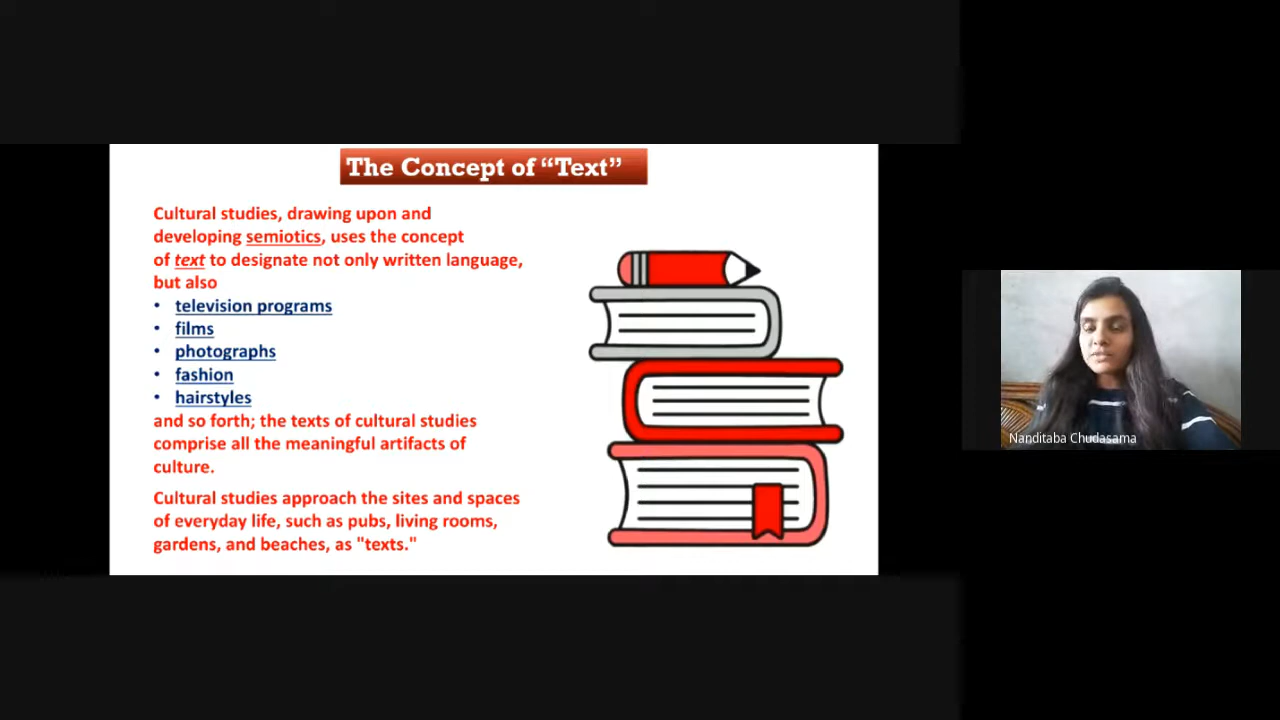 The Concept of “Text”
Cultural studies, drawing upon and
developing semiotics, uses the concept
of text to designate not only written language,
but also
• television programs
• films
• photographs
• fashion
• hairstyles
and so forth; the texts of cultural studies
comprise all the meaningful artifacts of
culture.
Cultural studies approach the sites and spaces
of everyday life, such as pubs, living rooms,
gardens, and beaches, as "texts."
Nanditaba Chudasama